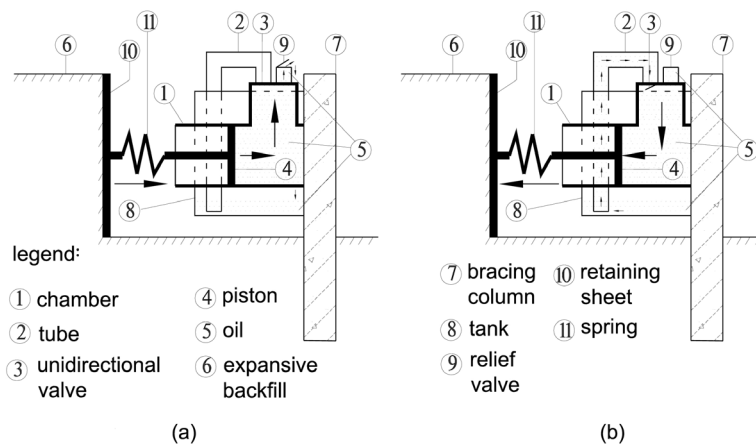 11 2 3 9 7
6 10
1
5
4
8
11 2 3 9 7
6 10
1
5
4
8
legend:
1 chamber
2 tube
3 unidirectional
valve
4 piston
5 oil
6 expansive
backfill
7 bracing
column
8 tank
9 relief
valve
10 retaining
sheet
11 spring
(a)
(b)